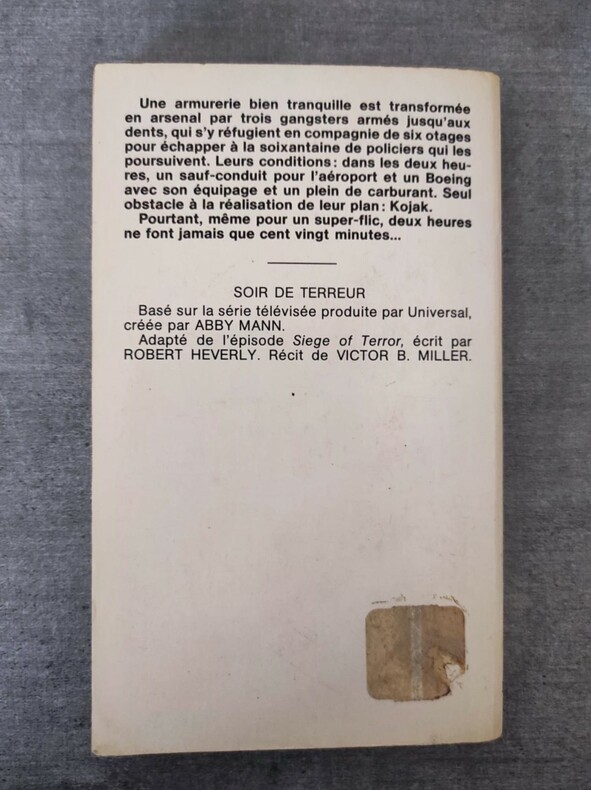 Une armurerie bien tranquille est transformée
en arsenal par trois gangsters armés jusqu'aux
dents, qui s'y réfugient en compagnie de six otages
pour échapper à la soixantaine de policiers qui les
poursuivent. Leurs conditions : dans les deux heu-
res, un sauf-conduit pour l'aéroport et un Boeing
avec son équipage et un plein de carburant. Seul
obstacle à la réalisation de leur plan : Kojak.
Pourtant, même pour un super-flic, deux heures
ne font jamais que cent vingt minutes...
SOIR DE TERREUR
Basé sur la série télévisée produite par Universal,
créée par ABBY MANN.
Adapté de l'épisode Siege of Terror, écrit par
ROBERT HEVERLY. Récit de VICTOR B. MILLER.